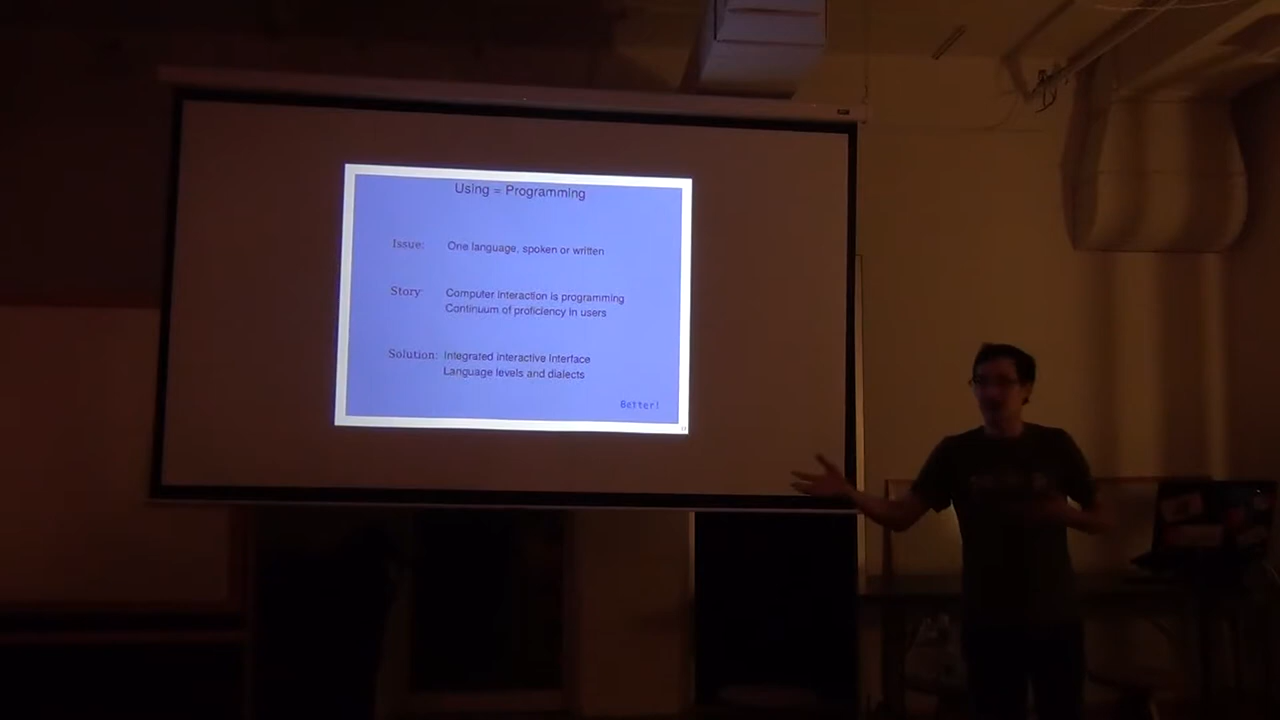 Using = Programming
Issue: One language, spoken or written
Story: Computer interaction is programming
Continuum of proficiency in users
Solution: Integrated Interactive Interface
Language levels and dialects
Better!